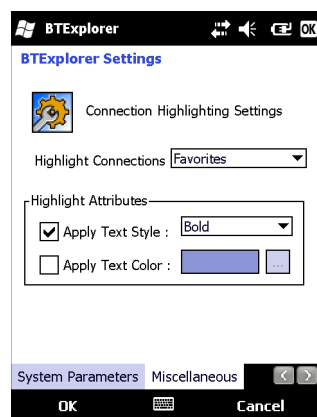 BTExplorer OK
BTExplorer Settings
Connection Highlighting Settings
Highlight Connections Favorites
Highlight Attributes
Apply Text Style : Bold
Apply Text Color : ...
System Parameters Miscellaneous
OK Cancel